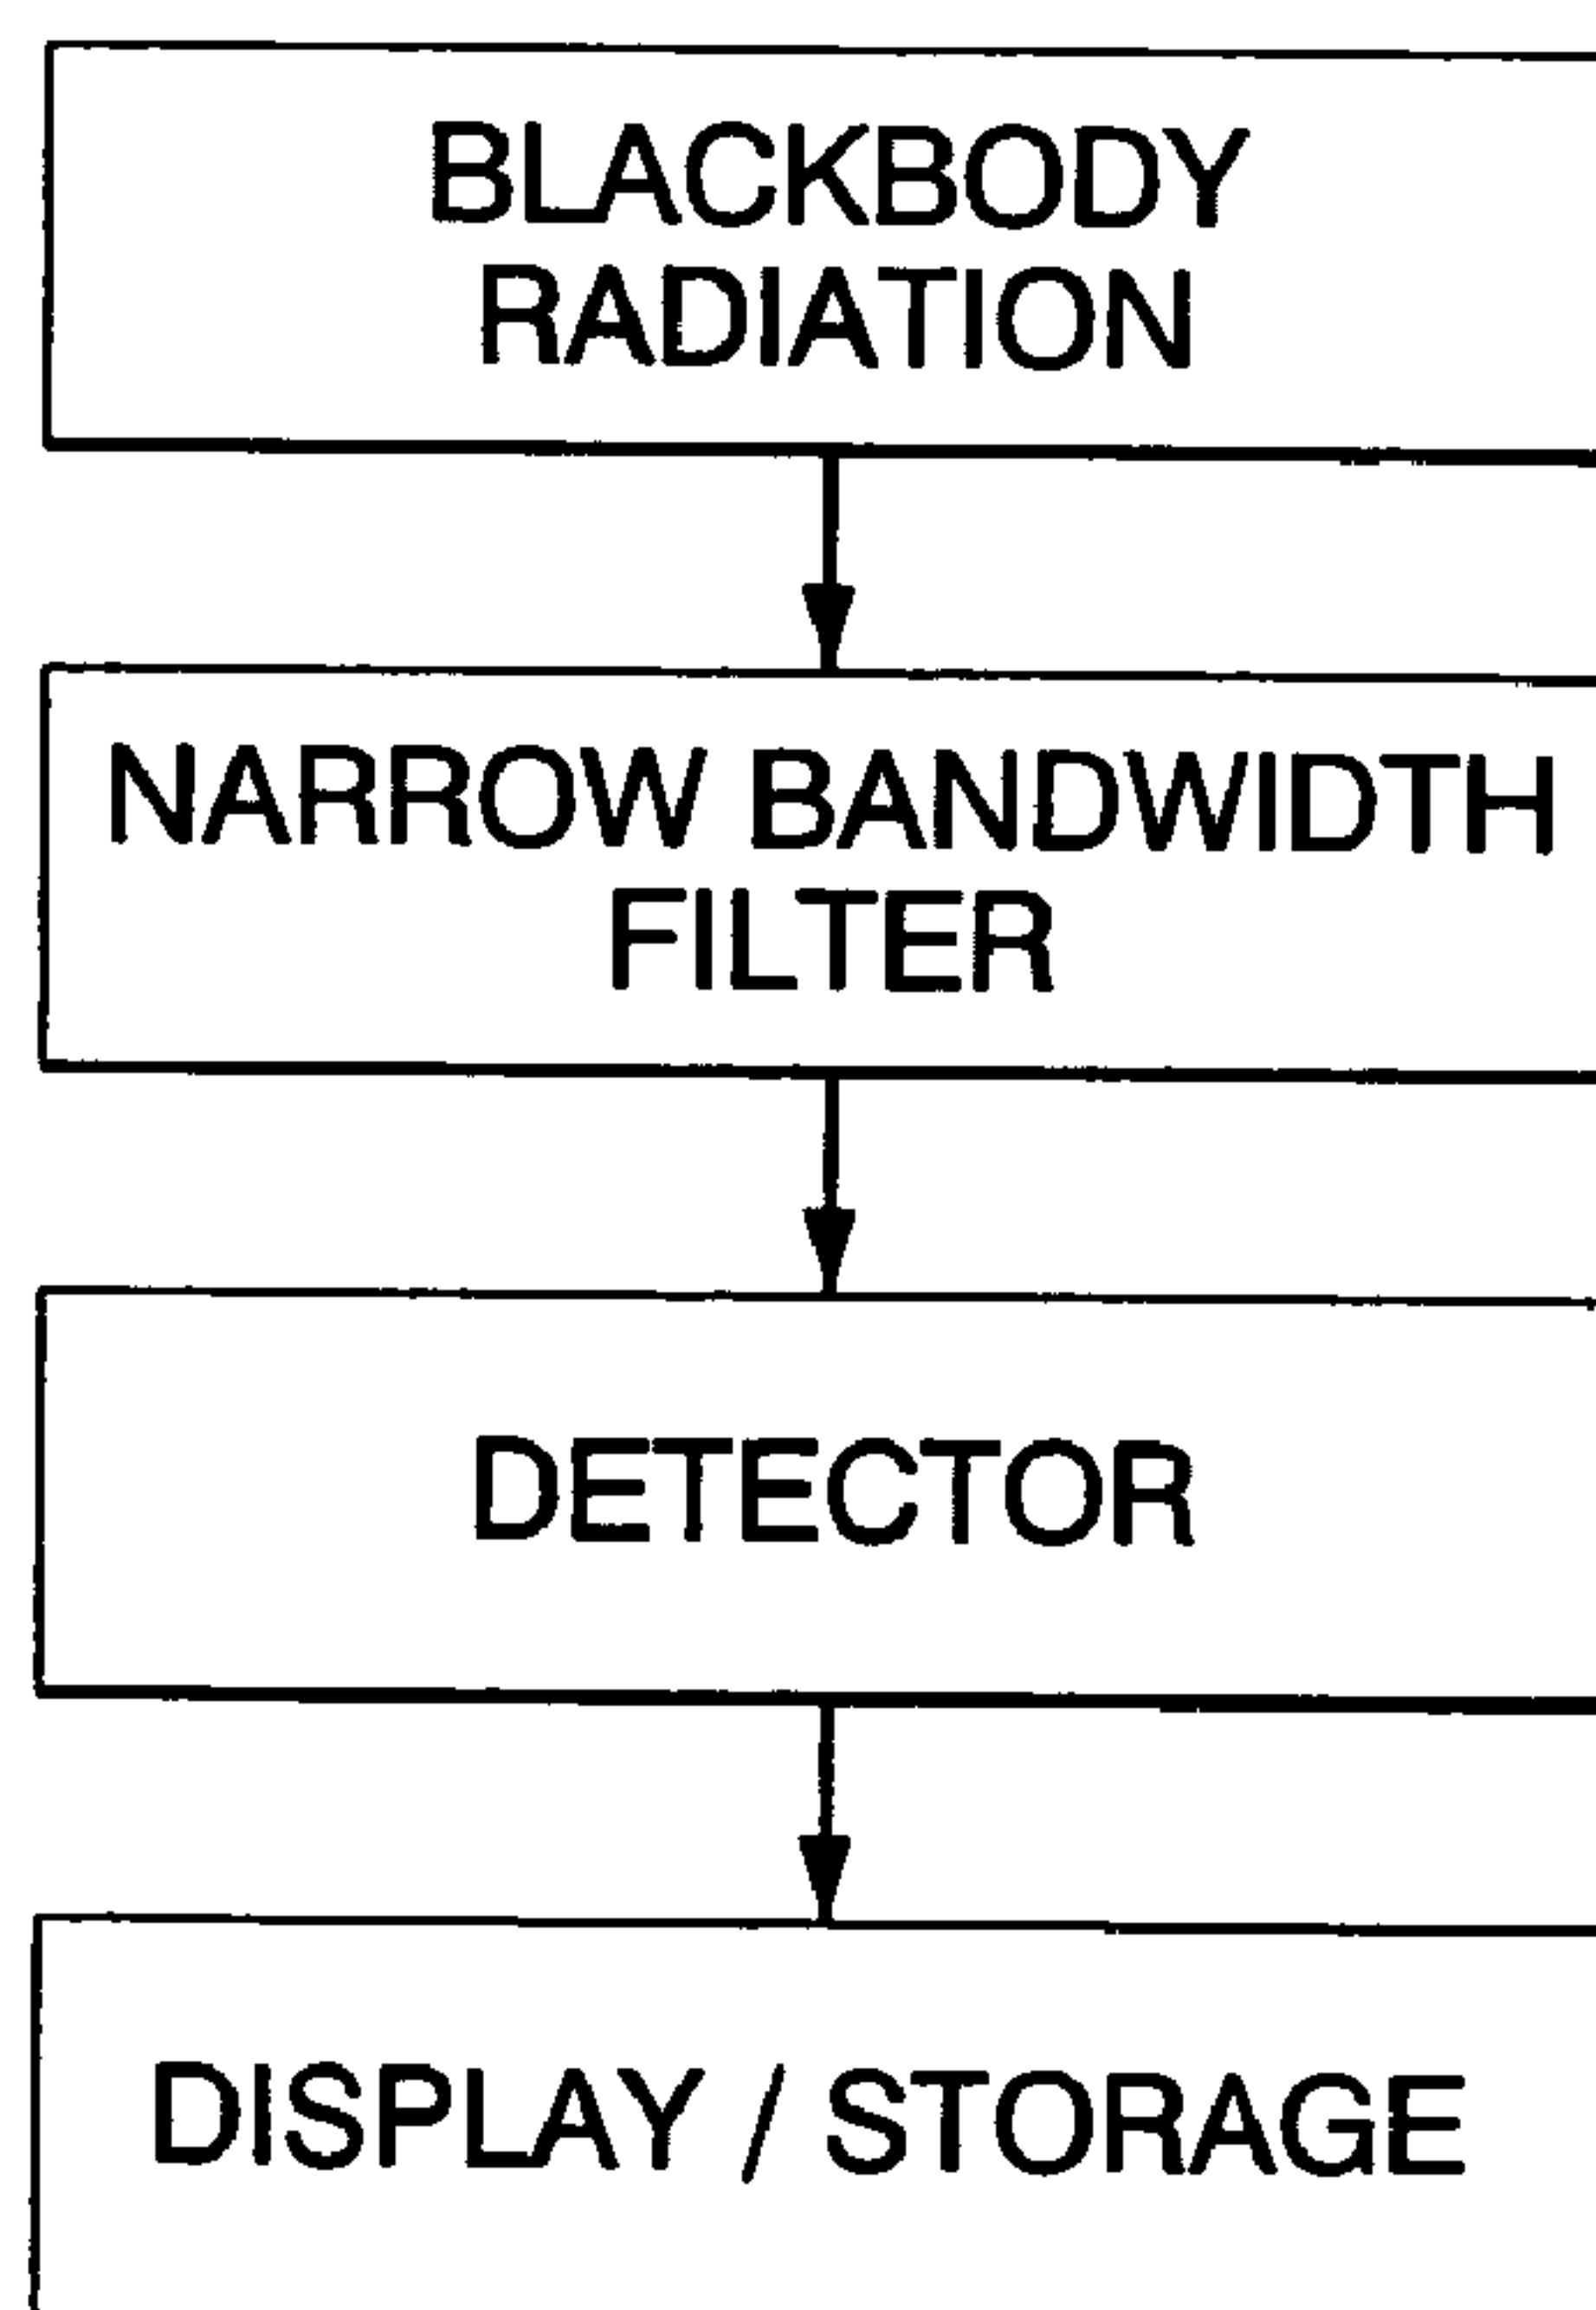 BLACKBODY
RADIATION
NARROW BANDWIDTH
FILTER
DETECTOR
DISPLAY / STORAGE